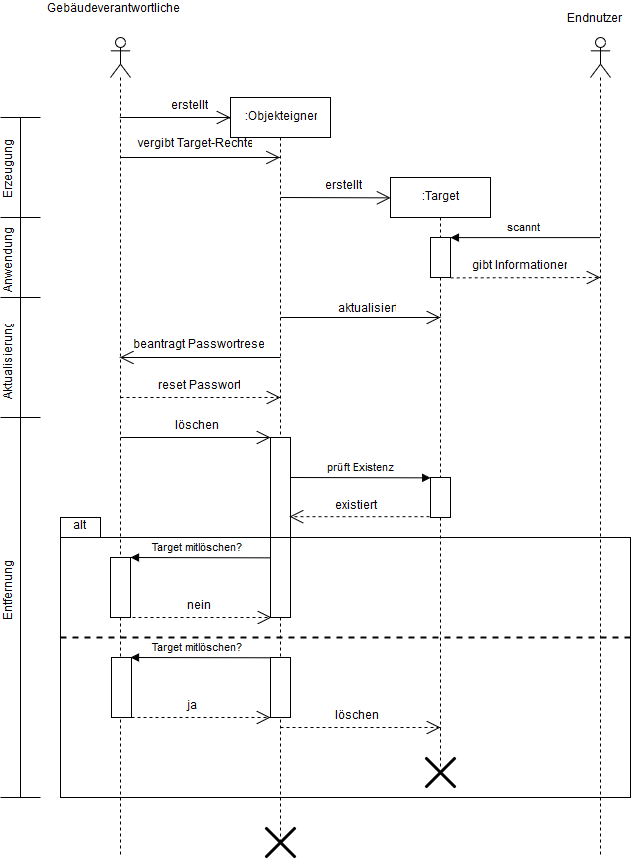 Gebäudeverantwortliche
Endnutzer
erstellt
:Objekteigner
vergibt Target-Rechte
erstellt
:Target
Erzeugung
scannt
gibt Informationen
Anwendung
aktualisiert
beantragt Passwortrese
reset Passwort
Aktualisierung
löschen
prüft Existenz
existiert
alt
Target mitlöschen?
nein
Entfernung
Target mitlöschen?
ja
löschen